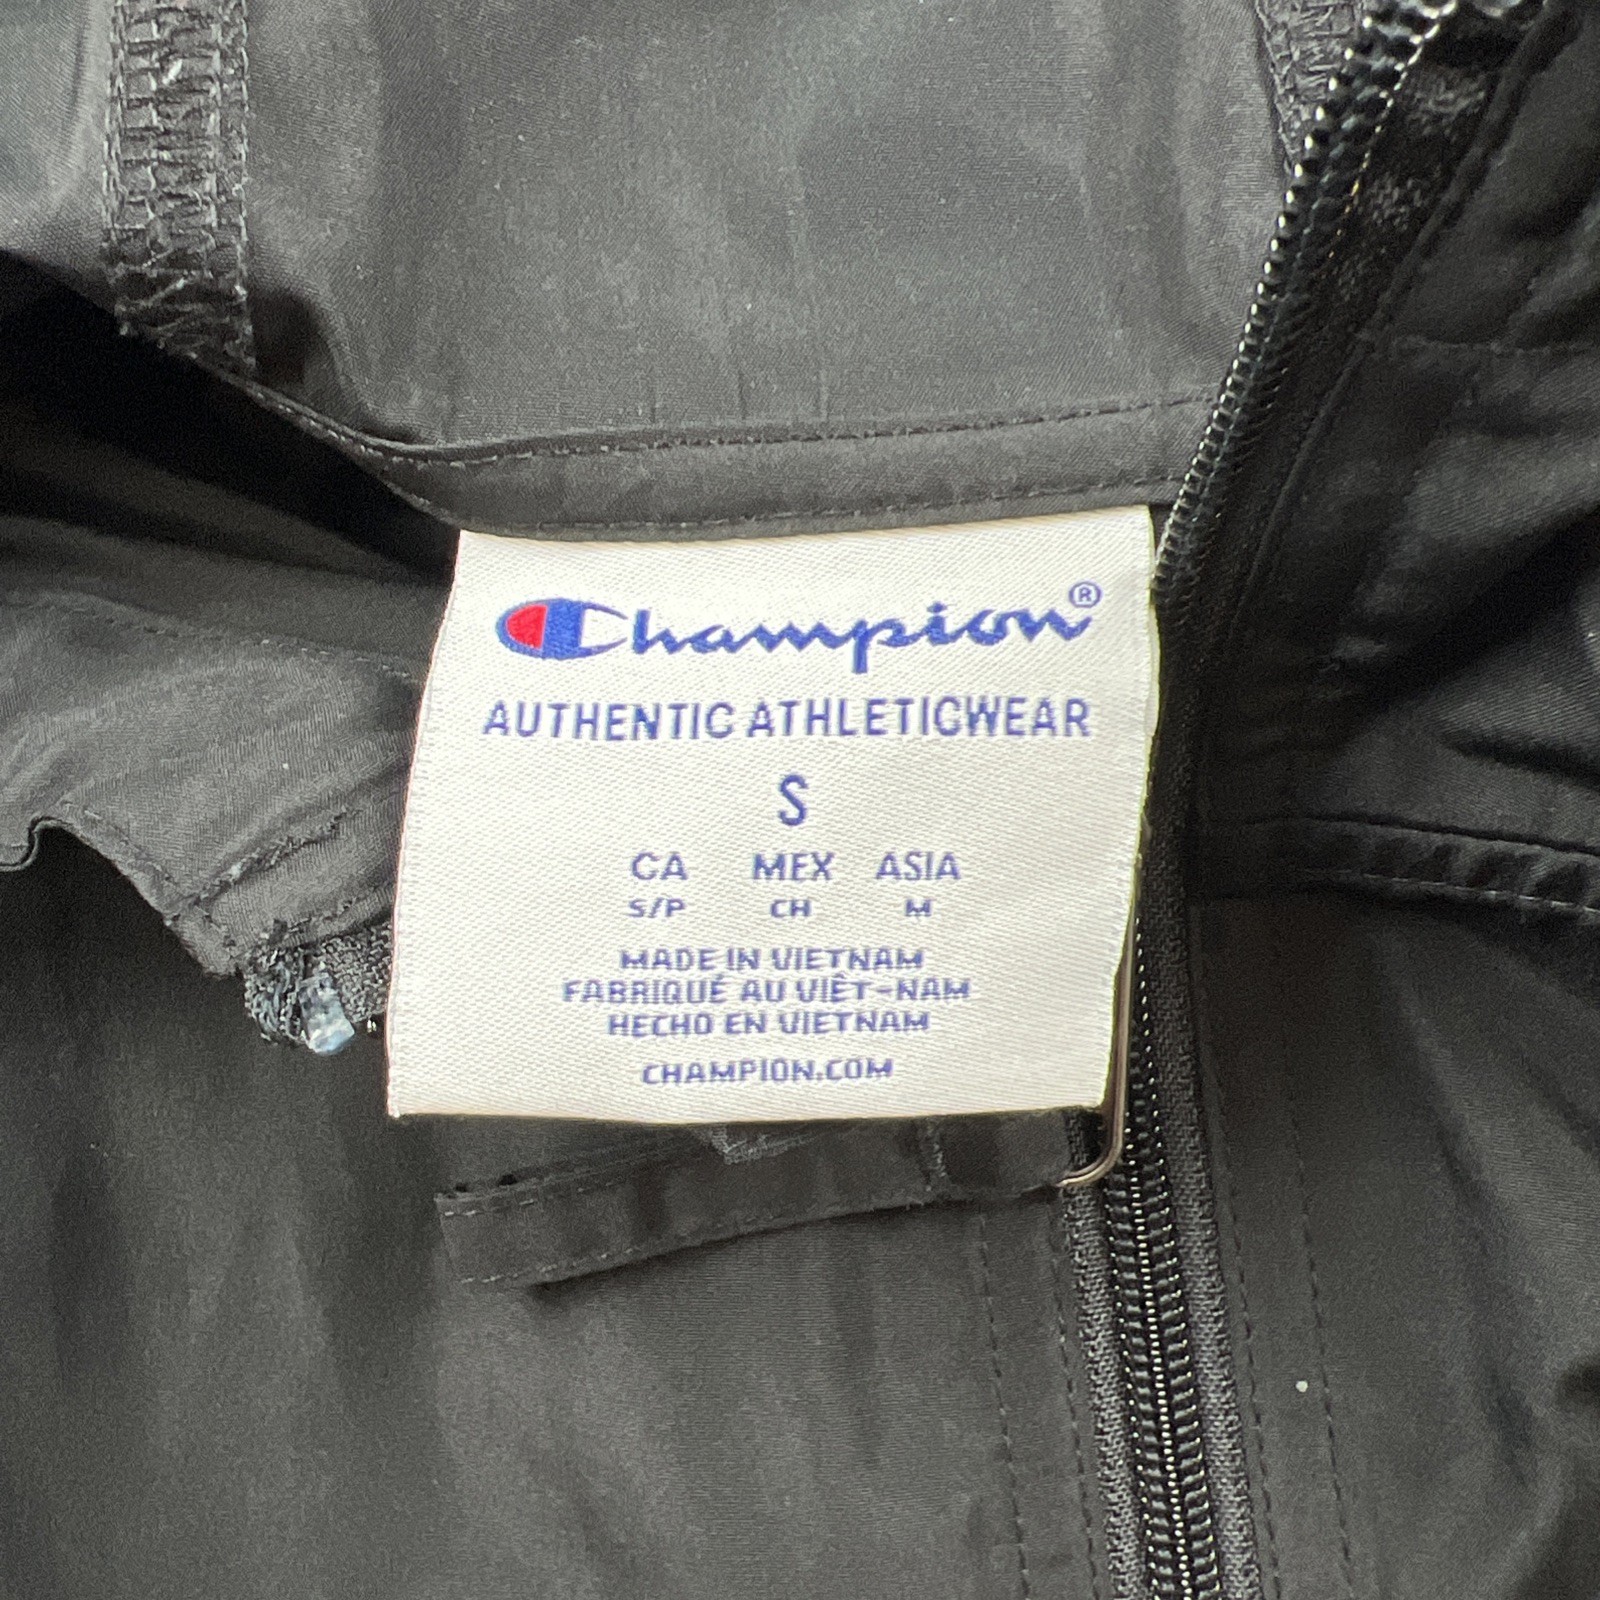 Champion®
AUTHENTIC ATHLETICWEAR
S
CA MEX ASIA
S/P CH M
MADE IN VIETNAM
FABRIQUÉ AU VIÊT-NAM
HECHO EN VIETNAM
CHAMPION.COM